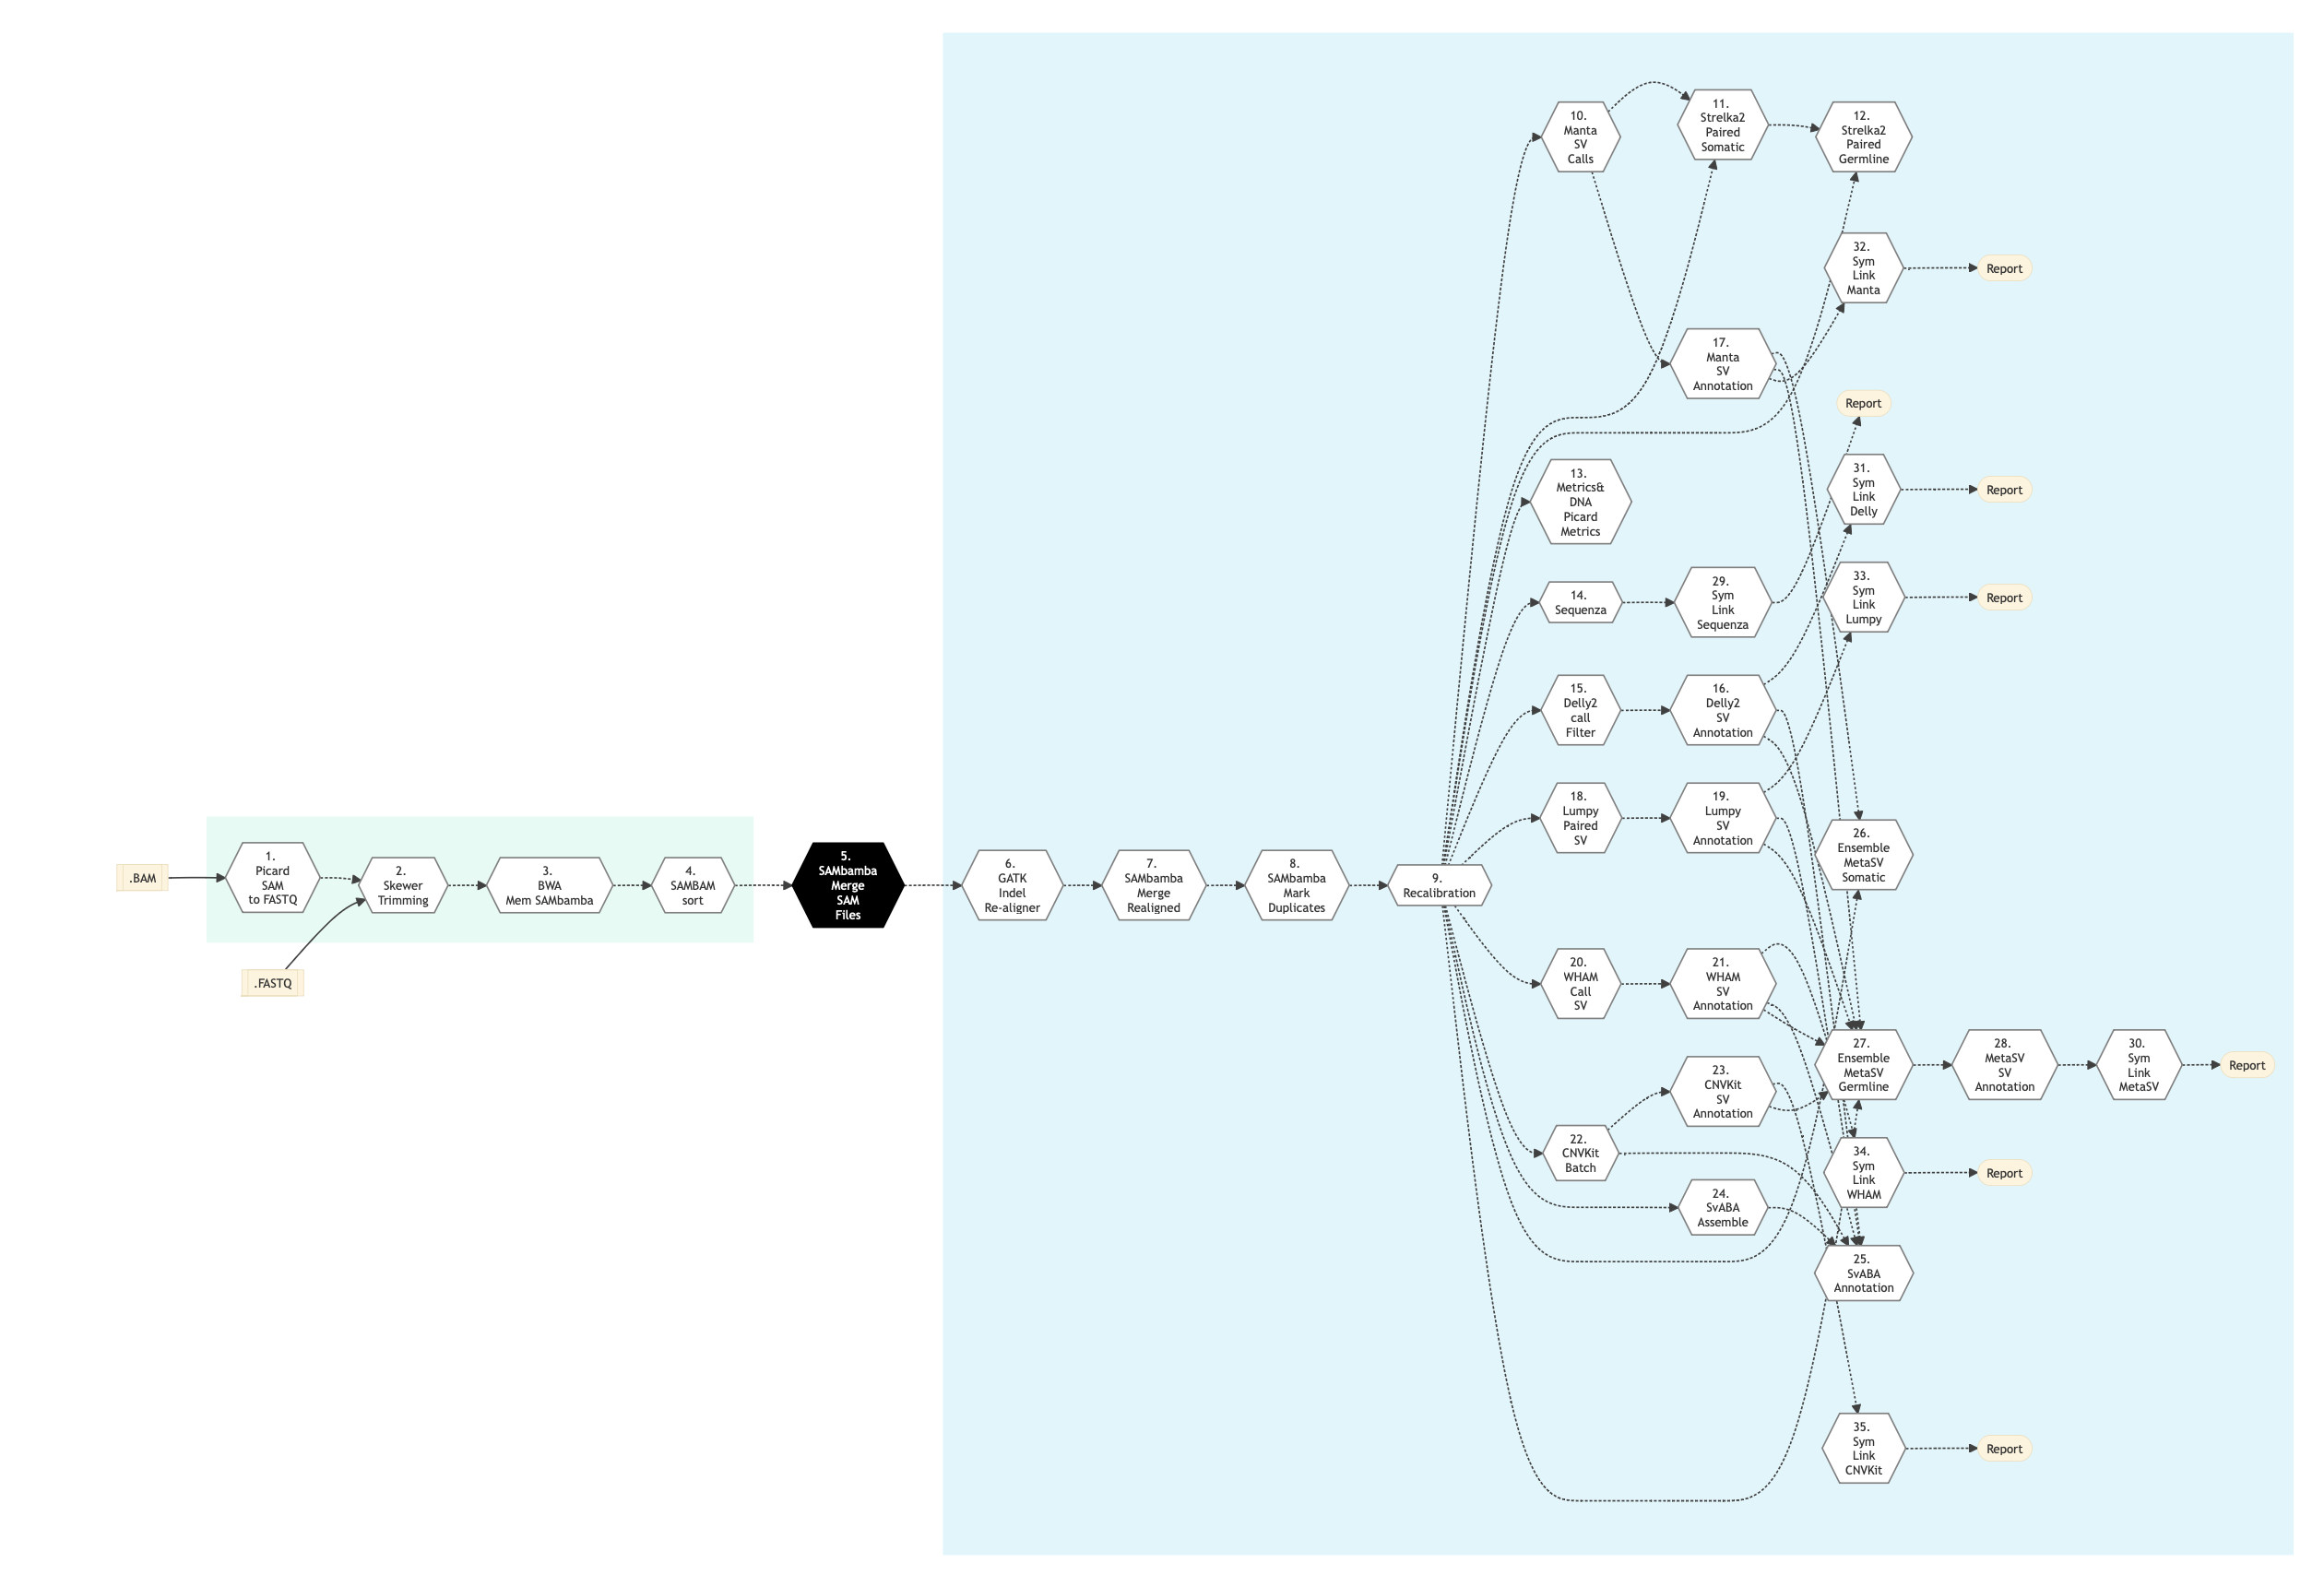 .BAM
.FASTQ
1.
Picard
SAM
to FASTQ
2.
Skewer
Trimming
3.
BWA
Mem SAMbamba
4.
SAMBAM
sort
5.
SAMbamba
Merge
SAM
Files
6.
GATK
Indel
Re-aligner
7.
SAMbamba
Merge
Realigned
8.
SAMbamba
Mark
Duplicates
9.
Recalibration
10.
Manta
SV
Calls
11.
Strelka2
Paired
Somatic
12.
Strelka2
Paired
Germline
32.
Sym
Link
Manta
Report
17.
Manta
SV
Annotation
Report
13.
Metrics&
DNA
Picard
Metrics
31.
Sym
Link
Delly
Report
14.
Sequenza
29.
Sym
Link
Sequenza
33.
Sym
Link
Lumpy
Report
15.
Delly2
call
Filter
16.
Delly2
SV
Annotation
18.
Lumpy
Paired
SV
19.
Lumpy
SV
Annotation
26.
Ensemble
MetaSV
Somatic
20.
WHAM
Call
SV
21.
WHAM
SV
Annotation
27.
Ensemble
MetaSV
Germline
28.
MetaSV
SV
Annotation
30.
Sym
Link
MetaSV
Report
23.
CNVKit
SV
Annotation
22.
CNVKit
Batch
34.
Sym
Link
WHAM
Report
24.
SvABA
Assemble
25.
SvABA
Annotation
35.
Sym
Link
CNVKit
Report